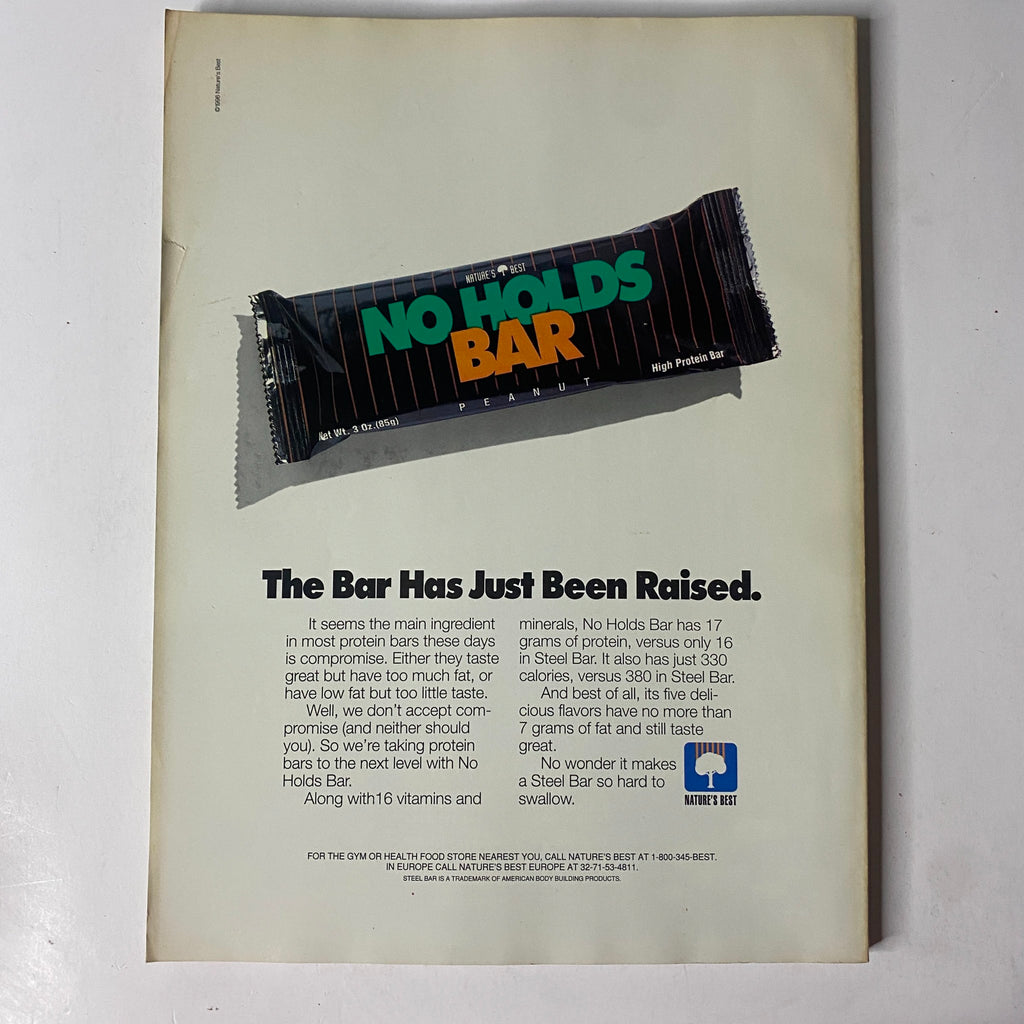 ©1996 Nature's Best
NATURE'S BEST
NO HOLDS
BAR
PEANUT
High Protein Bar
Net Wt. 3 Oz.(85g)
The Bar Has Just Been Raised.
It seems the main ingredient
in most protein bars these days
is compromise. Either they taste
great but have too much fat, or
have low fat but too little taste.
Well, we don't accept com-
promise (and neither should
you). So we're taking protein
bars to the next level with No
Holds Bar.
Along with16 vitamins and
minerals, No Holds Bar has 17
grams of protein, versus only 16
in Steel Bar. It also has just 330
calories, versus 380 in Steel Bar.
And best of all, its five deli-
cious flavors have no more than
7 grams of fat and still taste
great.
No wonder it makes
a Steel Bar so hard to
swallow.
NATURE'S BEST
FOR THE GYM OR HEALTH FOOD STORE NEAREST YOU, CALL NATURE'S BEST AT 1-800-345-BEST.
IN EUROPE CALL NATURE'S BEST EUROPE AT 32-71-53-4811.
STEEL BAR IS A TRADEMARK OF AMERICAN BODY BUILDING PRODUCTS.